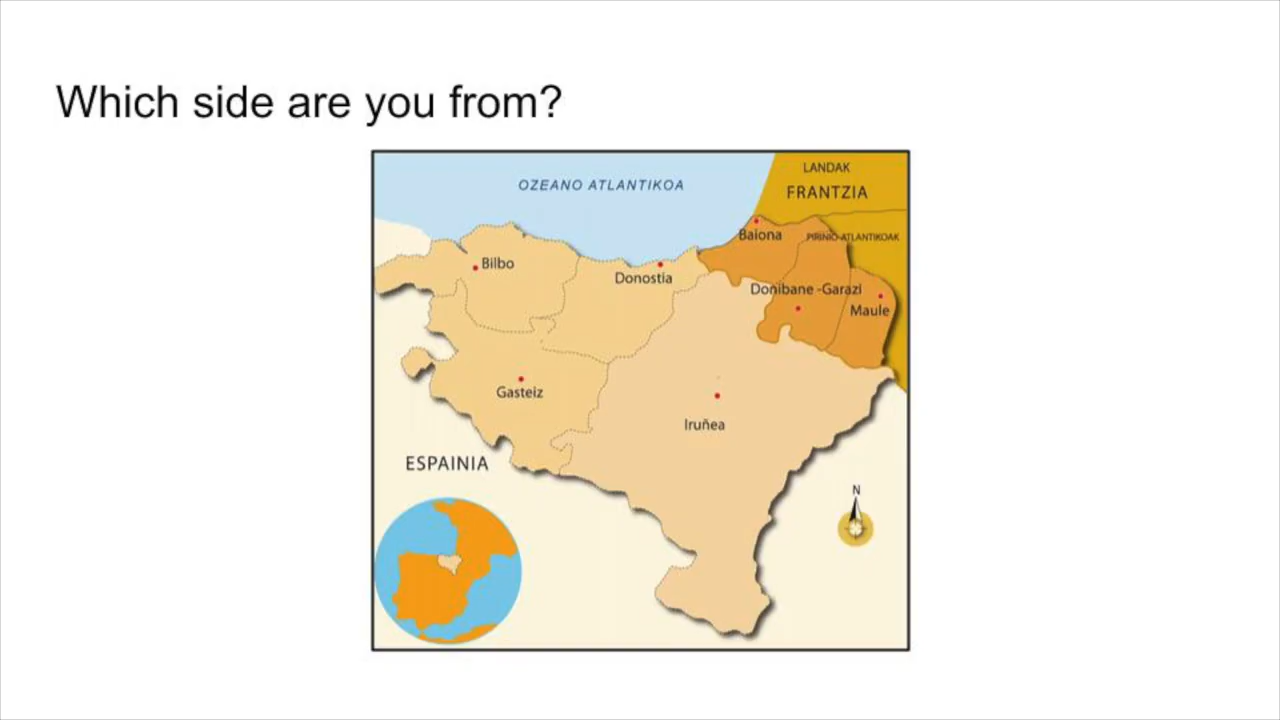 Which side are you from?
OZEANO ATLANTIKOA
LANDAK
FRANTZIA
Baiona
PIRINIO-ATLANTIKOAK
Bilbo
Donostia
Donibane -Garazi
Maule
Gasteiz
Iruñea
ESPAINIA
N